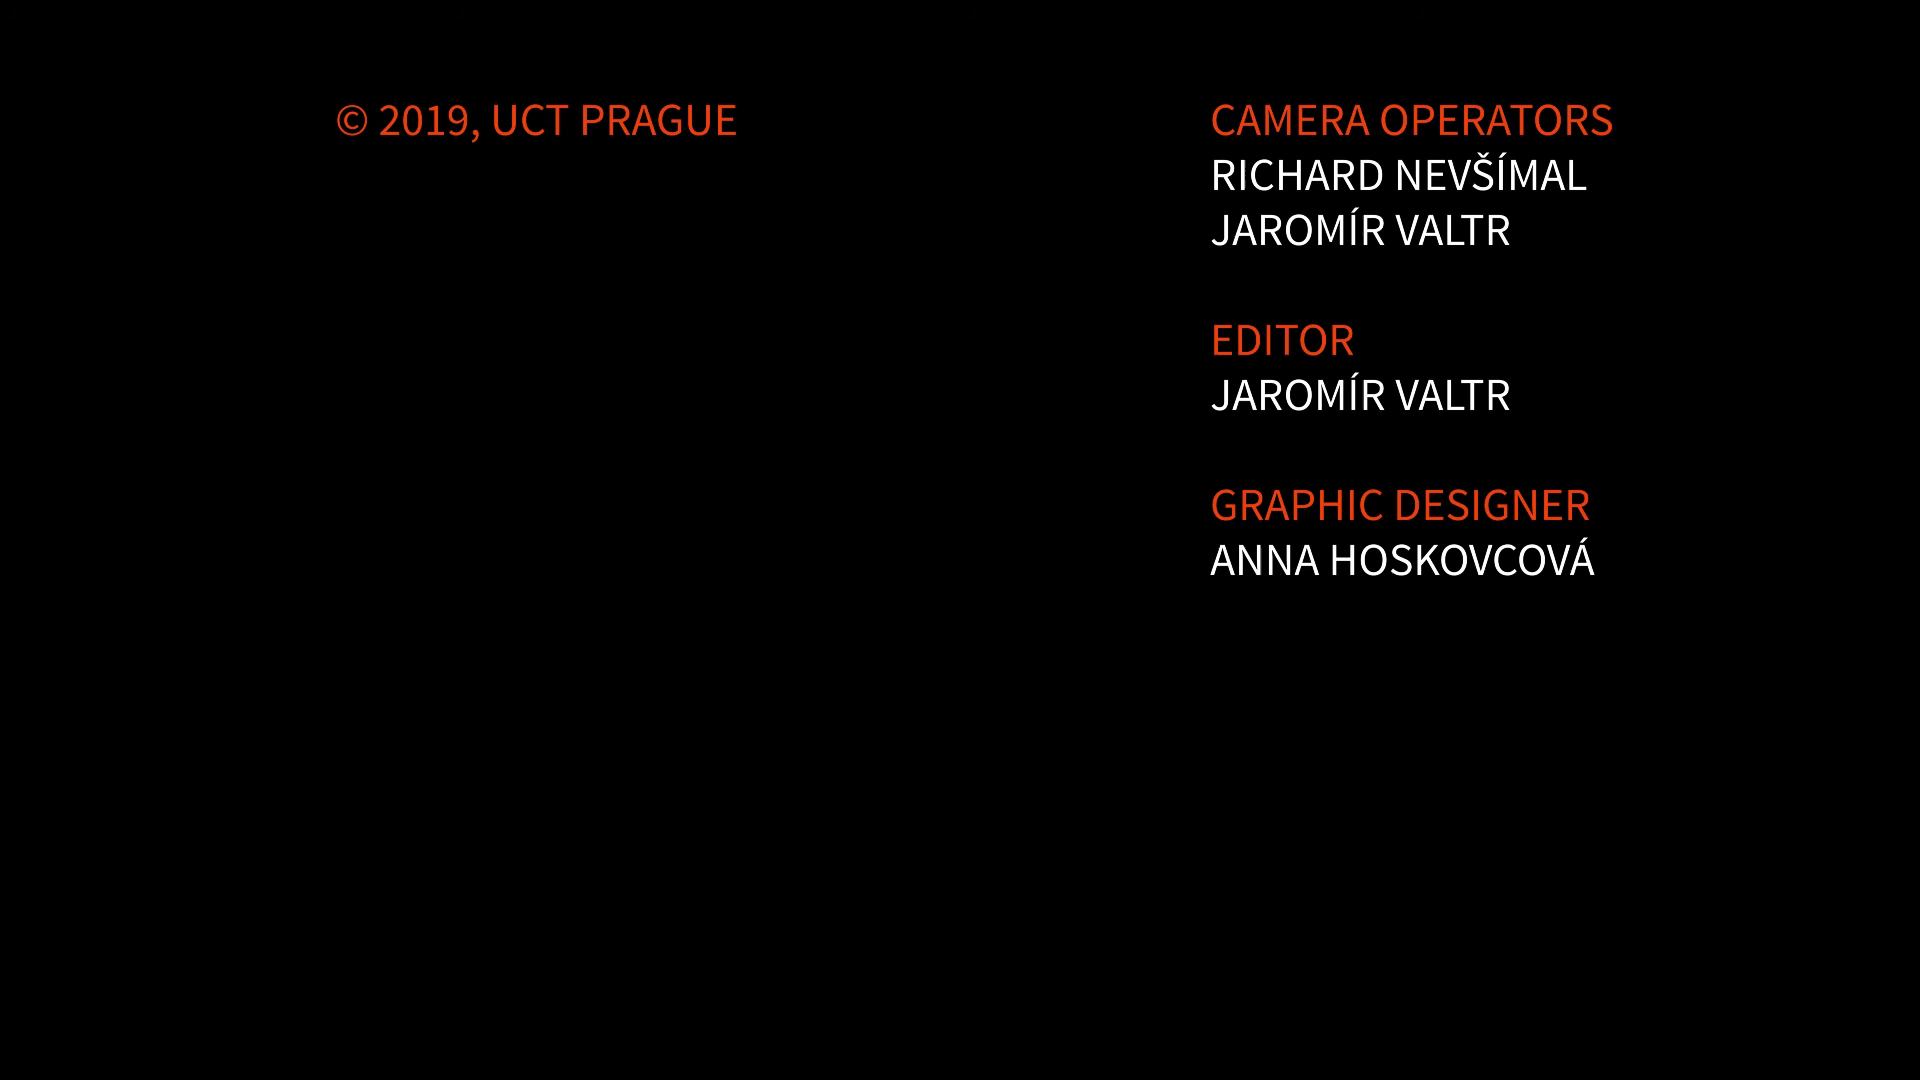 © 2019, UCT PRAGUE
CAMERA OPERATORS
RICHARD NEVŠÍMAL
JAROMÍR VALTR
EDITOR
JAROMÍR VALTR
GRAPHIC DESIGNER
ANNA HOSKOVCOVÁ